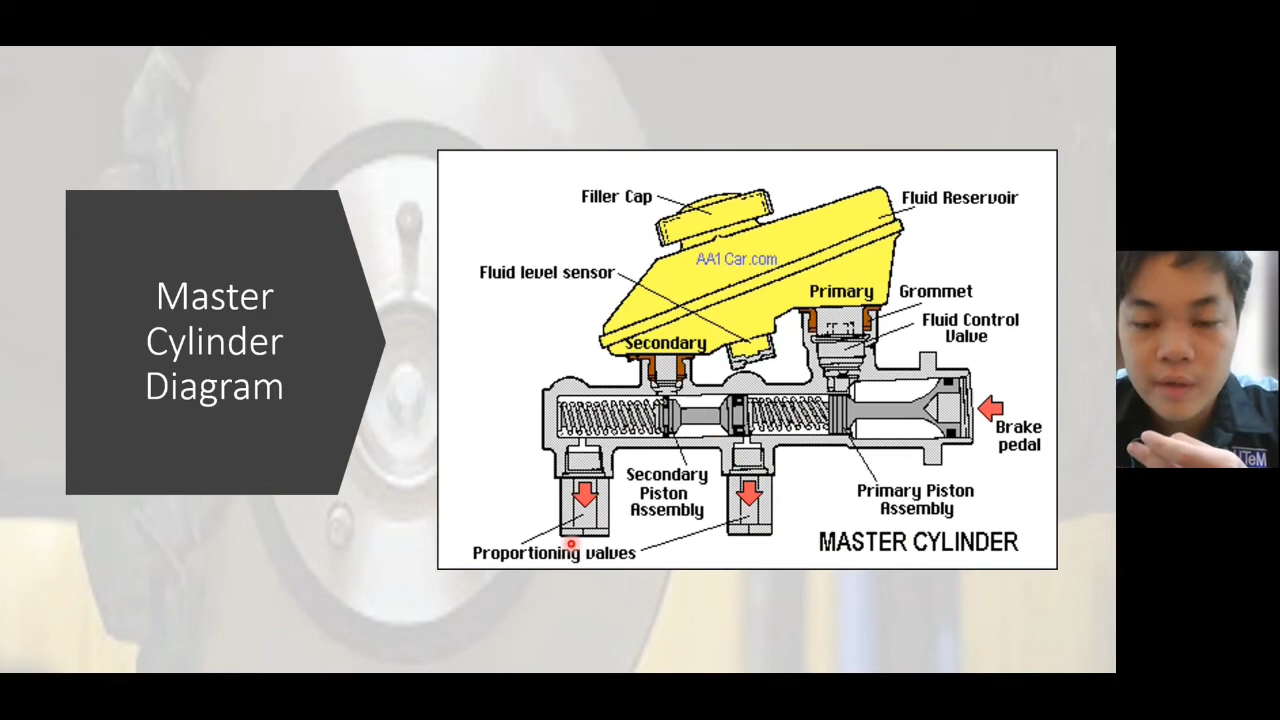 Master
Cylinder
Diagram
Filler Cap
Fluid Reservoir
AA1Car.com
Fluid level sensor
Primary
Grommet
Fluid Control
Valve
Secondary
Brake
pedal
Secondary
Piston
Assembly
Primary Piston
Assembly
Proportioning valves
MASTER CYLINDER